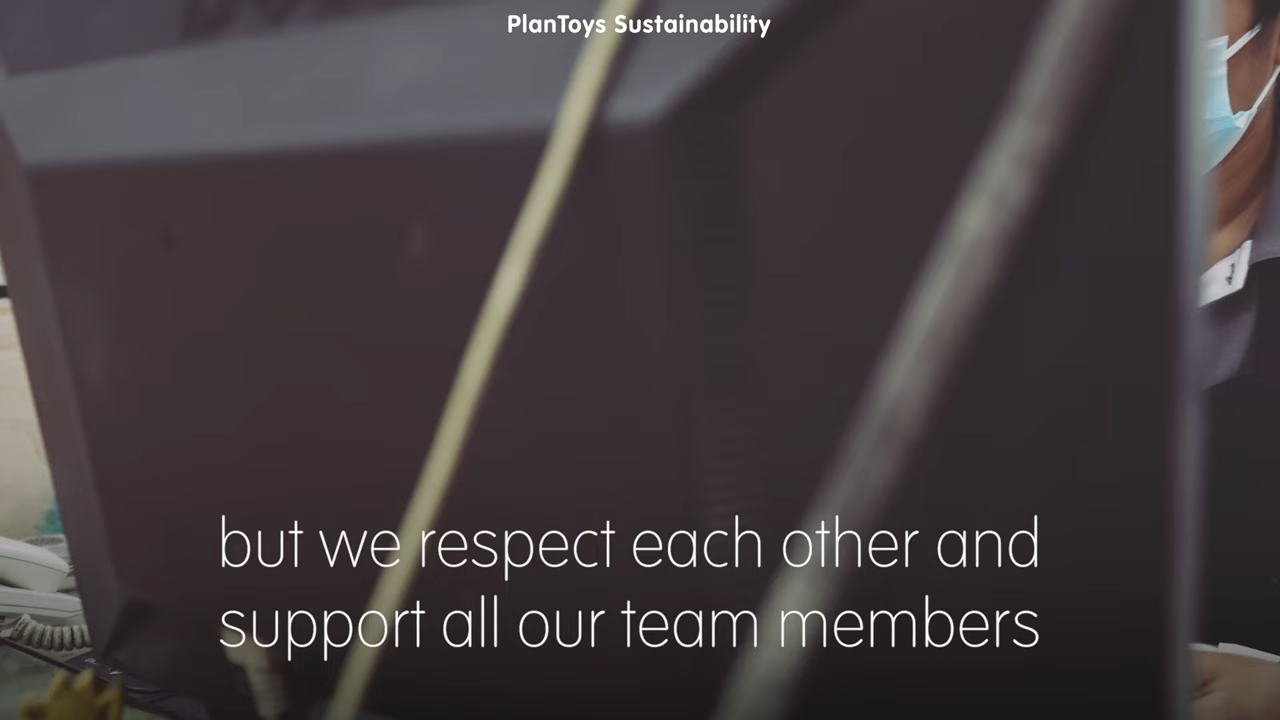 PlanToys Sustainability
but we respect each other and
support all our team members